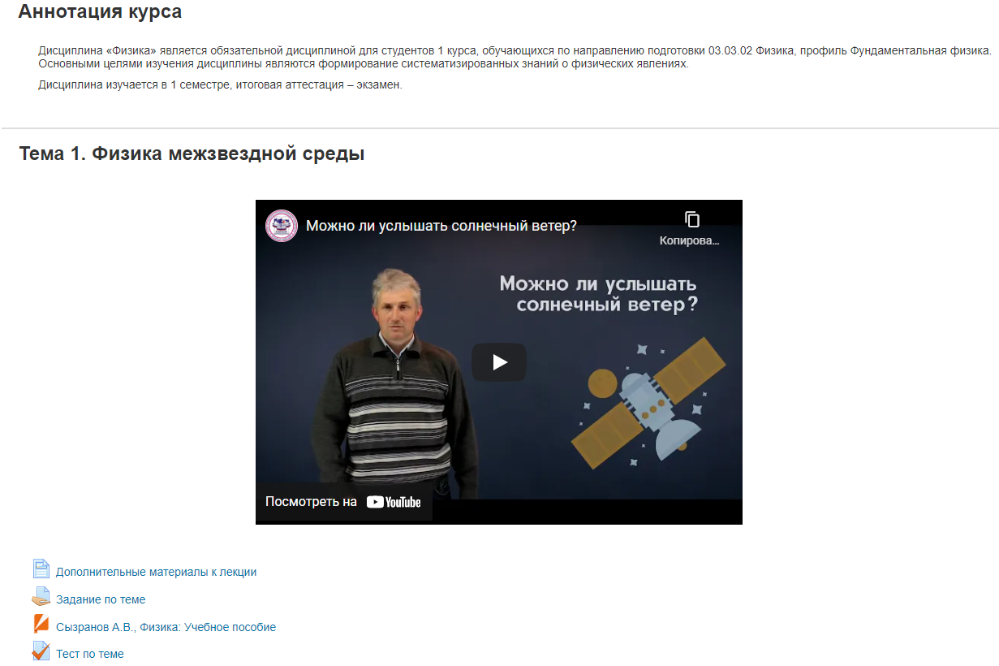 Аннотация курса
Дисциплина «Физика» является обязательной дисциплиной для студентов 1 курса, обучающихся по направлению подготовки 03.03.02 Физика, профиль Фундаментальная физика.
Основными целями изучения дисциплины являются формирование систематизированных знаний о физических явлениях.
Дисциплина изучается в 1 семестре, итоговая аттестация – экзамен.
Тема 1. Физика межзвездной среды
Можно ли услышать солнечный ветер?
Копирова...
Можно ли услышать
солнечный ветер?
Посмотреть на YouTube
Дополнительные материалы к лекции
Задание по теме
Сызранов А.В., Физика: Учебное пособие
Тест по теме